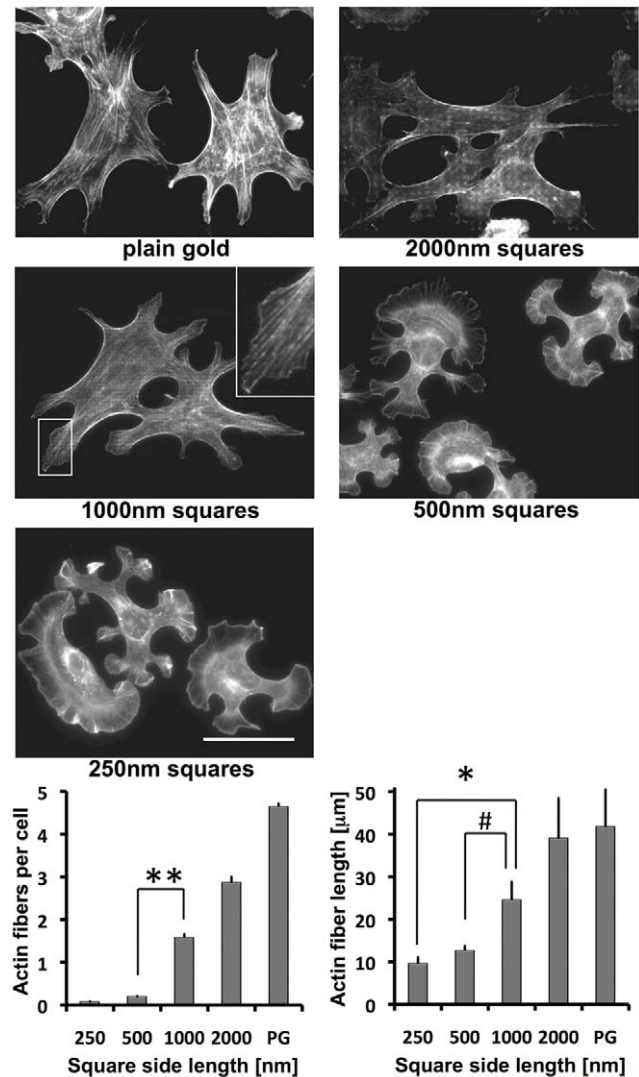 plain gold
2000nm squares
1000nm squares
500nm squares
250nm squares
Actin fibers per cell
5
4
3
2
1
0
**
250 500 1000 2000 PG
Square side length [nm]
Actin fiber length [μm]
50
40
30
20
10
0
*
#
250 500 1000 2000 PG
Square side length [nm]